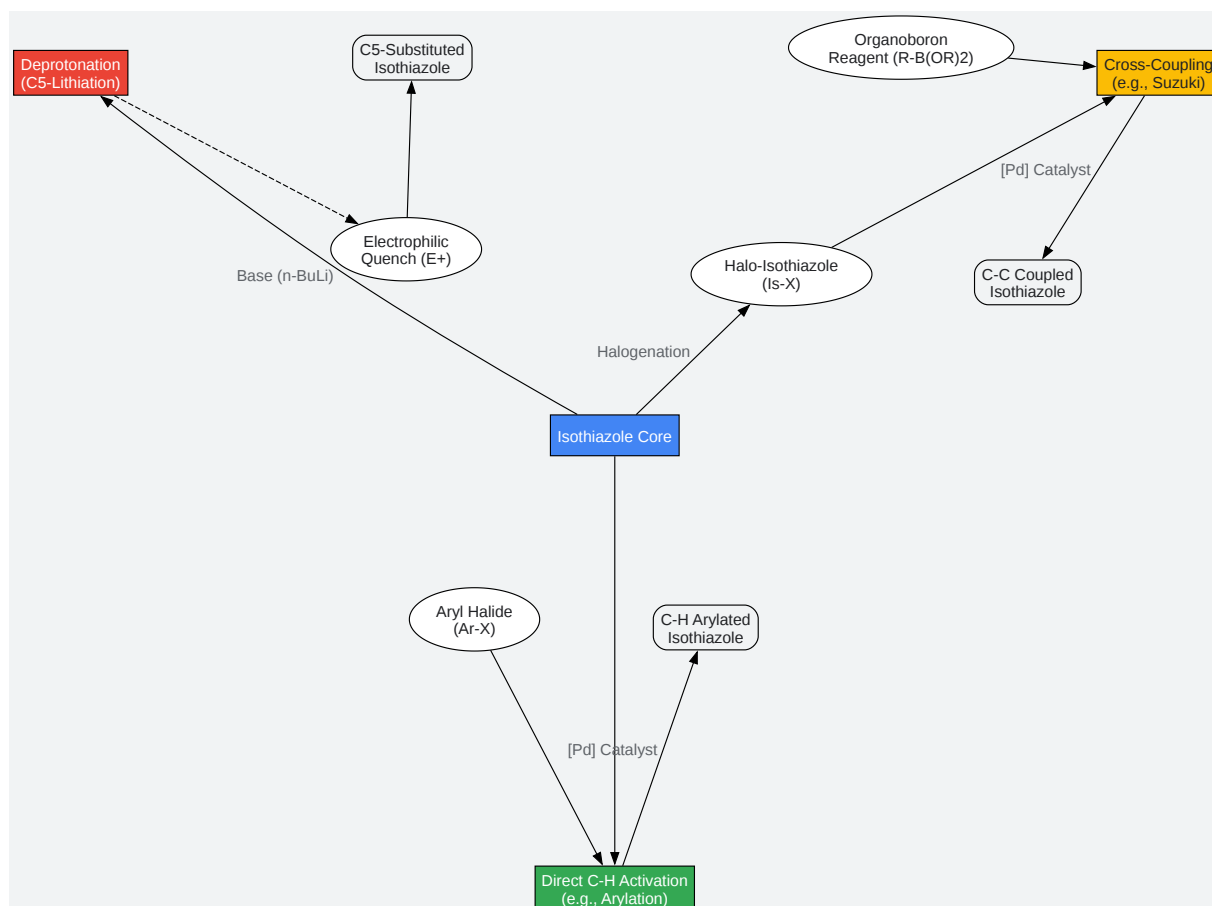 Organoboron
Reagent (R-B(OR)2)
C5-Substituted
Isothiazole
Deprotonation
(C5-Lithiation)
Cross-Coupling
(e.g., Suzuki)
[Pd] Catalyst
Electrophilic
Quench (E+)
Base (n-BuLi)
Halo-Isothiazole
(Is-X)
C-C Coupled
Isothiazole
Halogenation
Isothiazole Core
Aryl Halide
(Ar-X)
C-H Arylated
Isothiazole
[Pd] Catalyst
Direct C-H Activation
(e.g., Arylation)